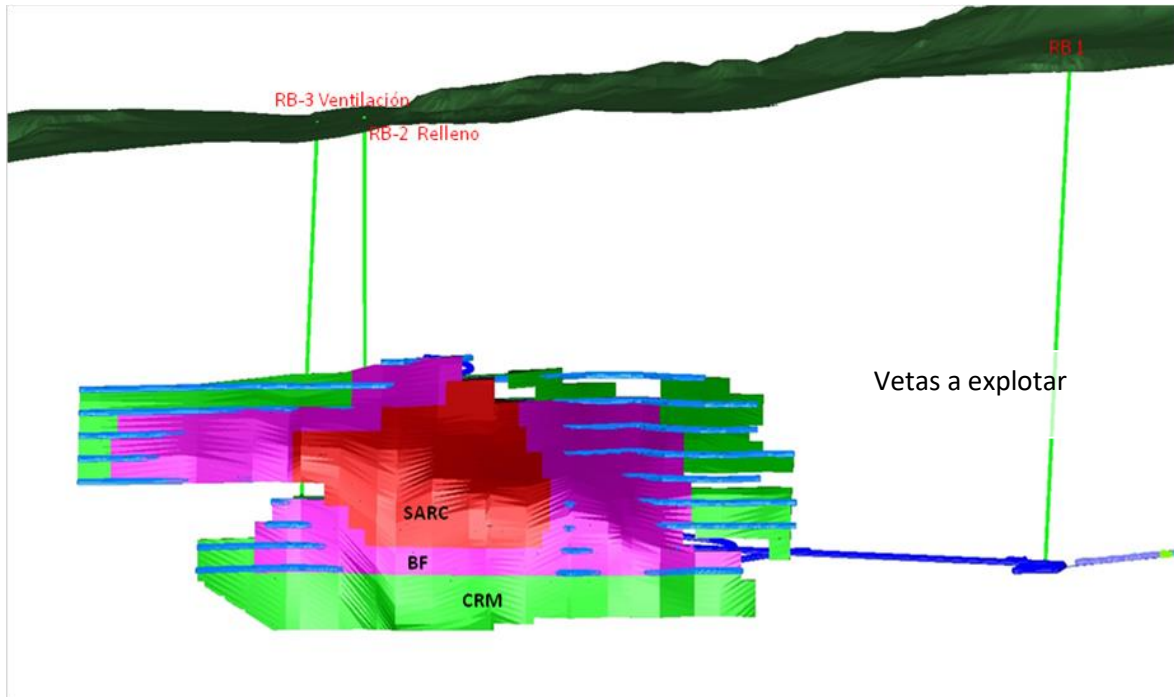 RB 1
RB-3 Ventilación
RB-2 Relleno
Vetas a explotar
SARC
BF
CRM